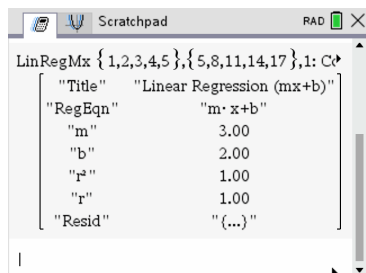 Scratchpad RAD
LinRegMx {1,2,3,4,5},{5,8,11,14,17},1: Co
"Title" "Linear Regression (mx+b)"
"RegEqn" "m·x+b"
"m" 3.00
"b" 2.00
"r²" 1.00
"r" 1.00
"Resid" "{...}"